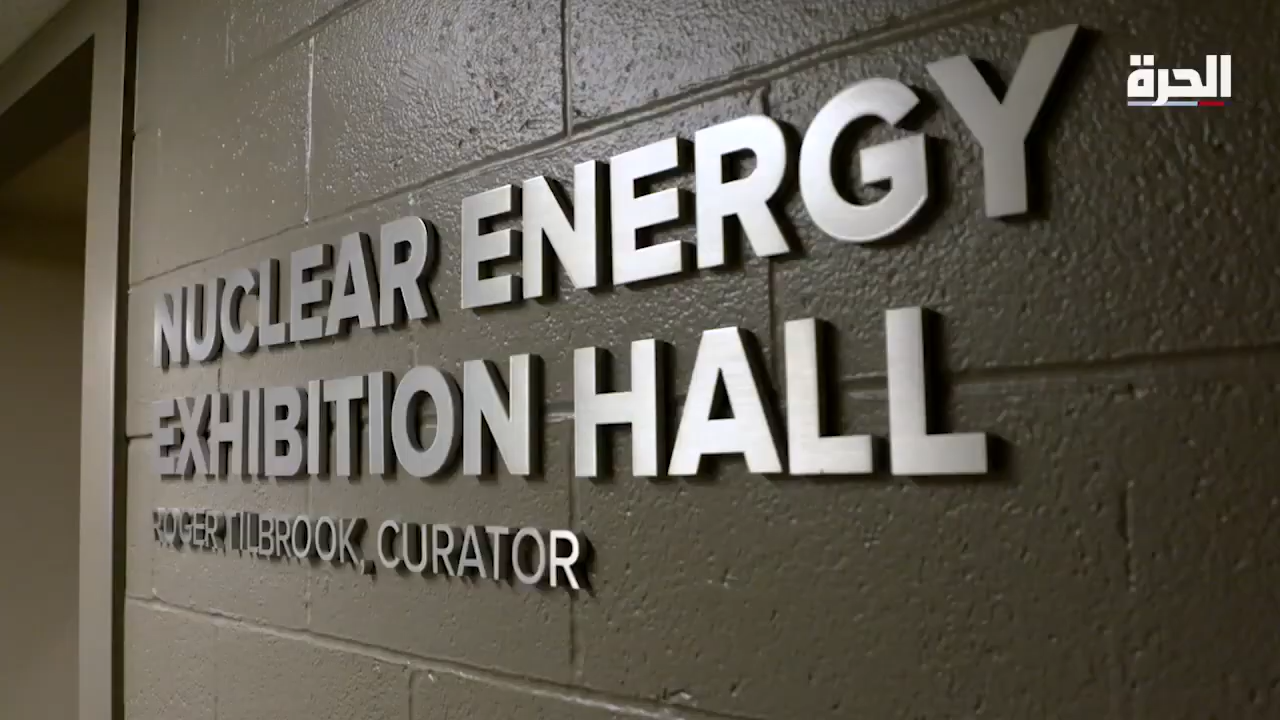 الحرة
NUCLEAR ENERGY
EXHIBITION HALL
ROGER TILBROOK, CURATOR